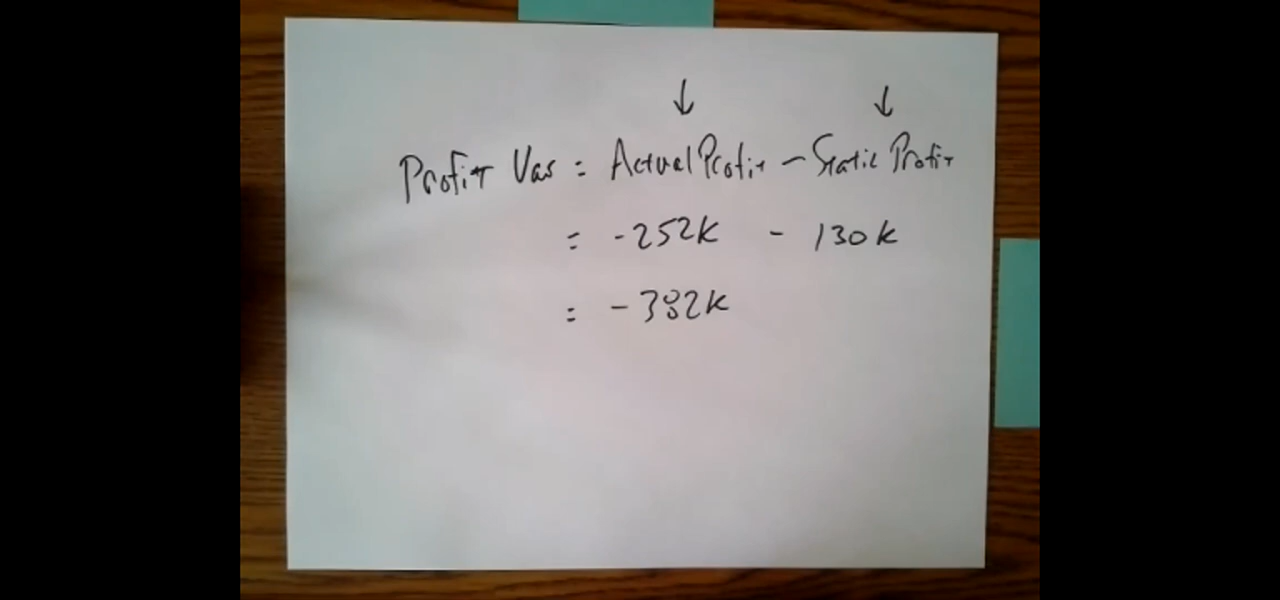 ↓ ↓
Profit Var = Actual Profit - Static Profit
= -252k - 130k
= -382k